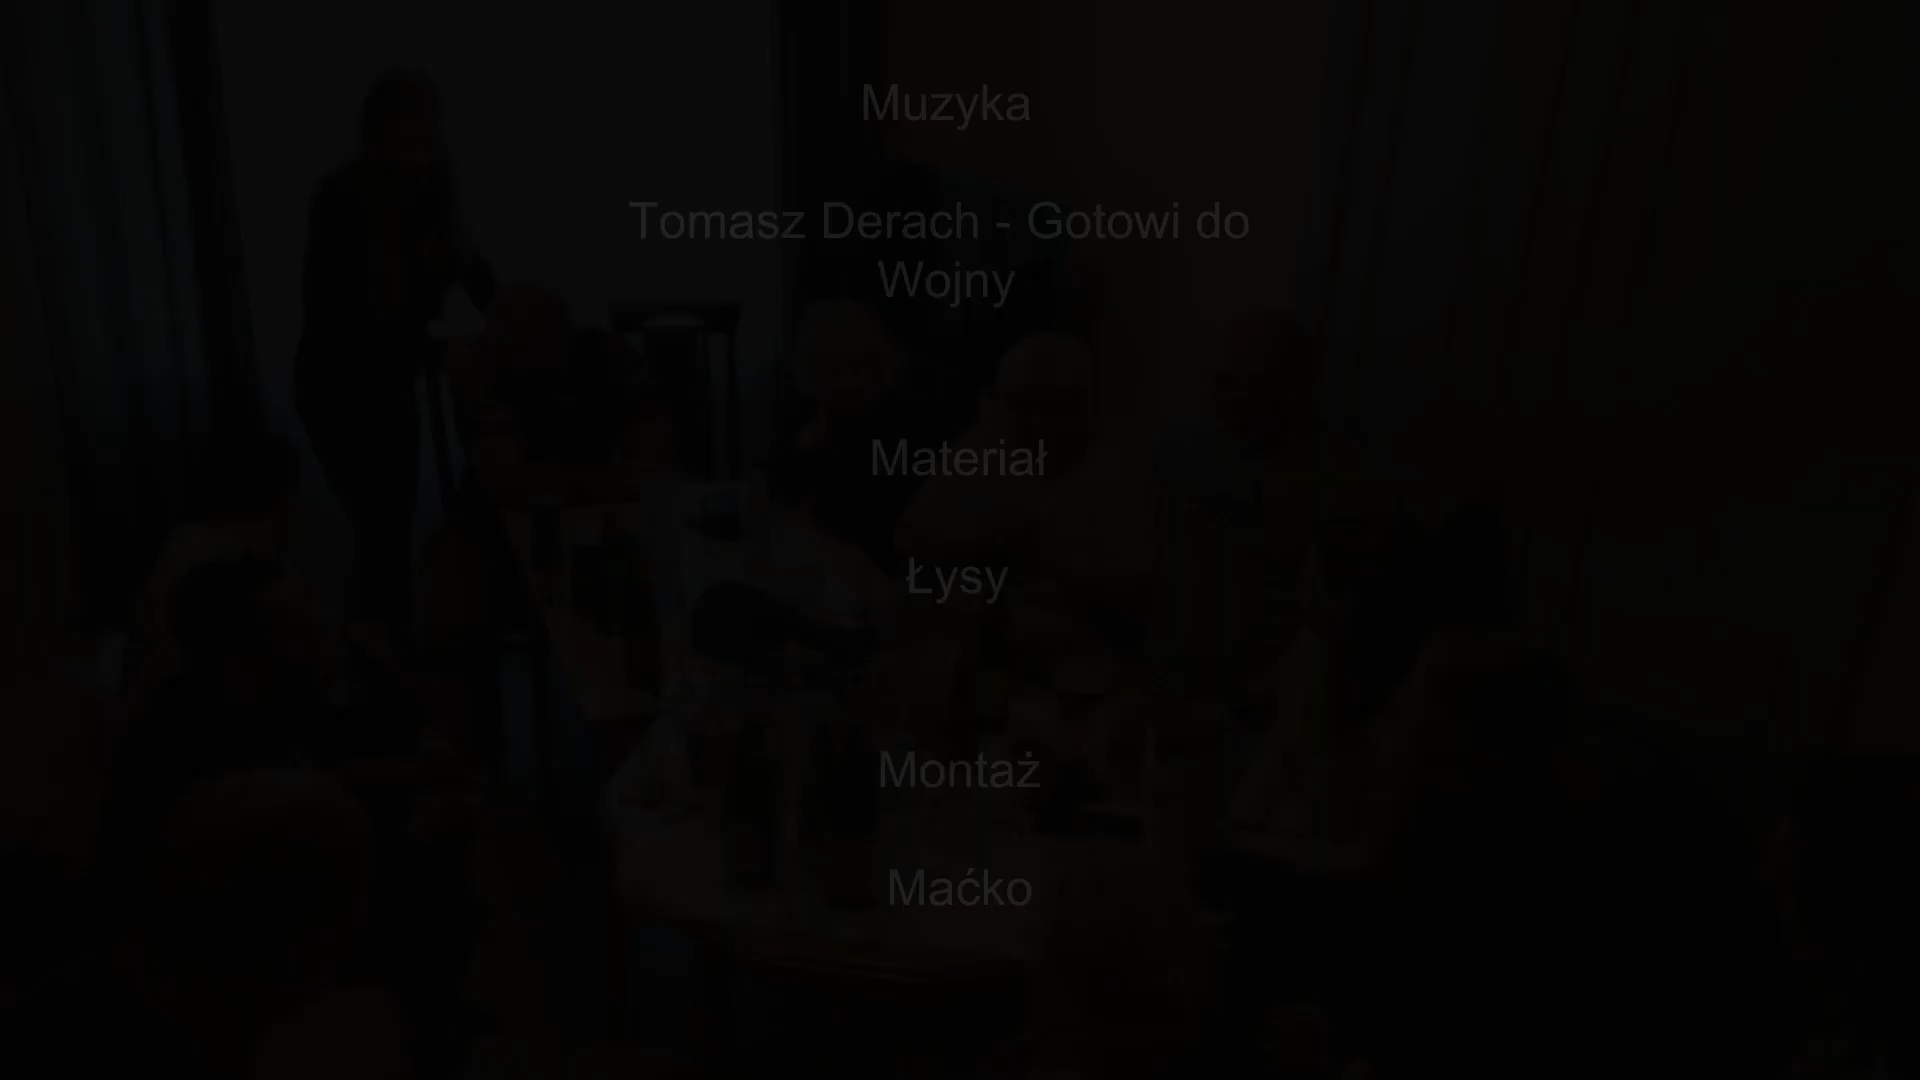 Muzyka
Tomasz Derach - Gotowi do
Wojny
Materiał
Łysy
Montaż
Maćko